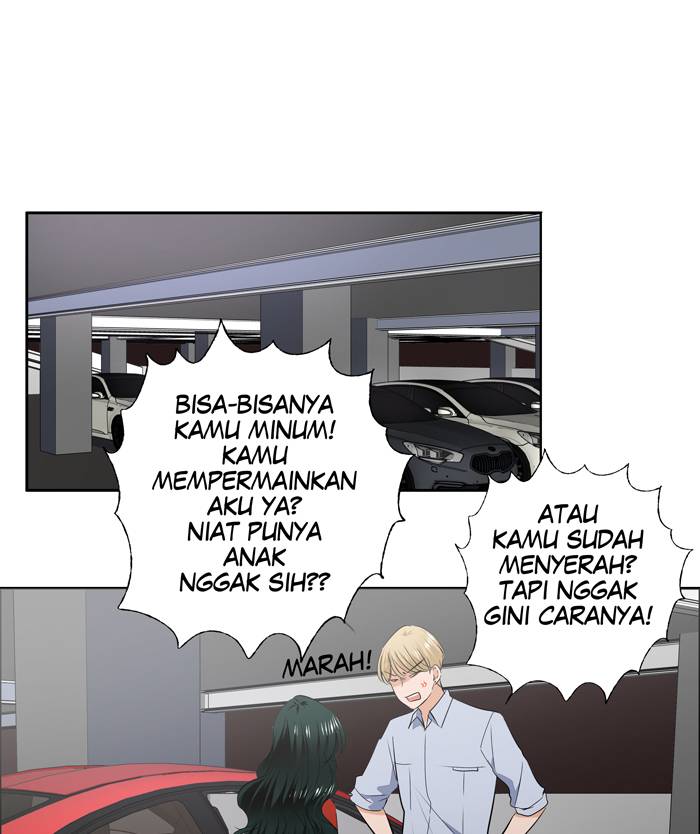 BISA-BISANYA
KAMU MINUM!
KAMU
MEMPERMAINKAN
AKU YA?
NIAT PUNYA
ANAK
NGGAK SIH??
ATAU
KAMU SUDAH
MENYERAH?
TAPI NGGAK
GINI CARANYA!
MARAH!